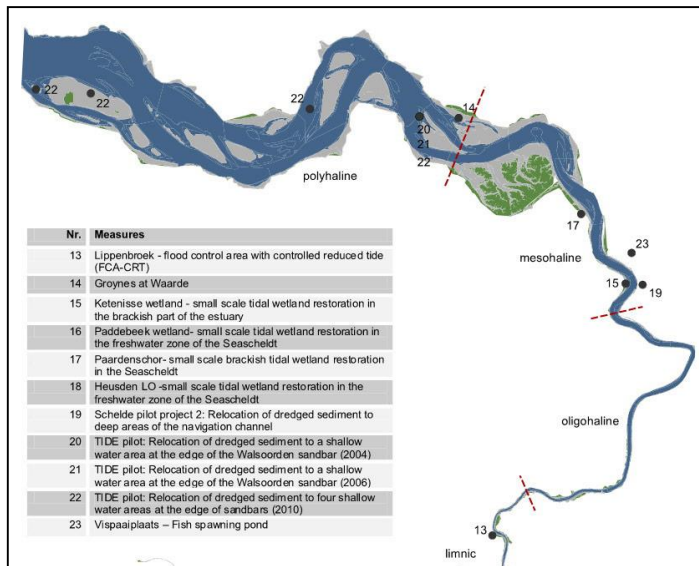 22
22
22
14
20
21
22
polyhaline
17
mesohaline
23
15
19
oligohaline
13
limnic
Nr. Measures
13 Lippenbroek - flood control area with controlled reduced tide
(FCA-CRT)
14 Groynes at Waarde
15 Ketenisse wetland - small scale tidal wetland restoration in
the brackish part of the estuary
16 Paddebeek wetland- small scale tidal wetland restoration in
the freshwater zone of the Seascheldt
17 Paardenschor- small scale brackish tidal wetland restoration
in the Seascheldt
18 Heusden LO -small scale tidal wetland restoration in the
freshwater zone of the Seascheldt
19 Schelde pilot project 2: Relocation of dredged sediment to
deep areas of the navigation channel
20 TIDE pilot: Relocation of dredged sediment to a shallow
water area at the edge of the Walsoorden sandbar (2004)
21 TIDE pilot: Relocation of dredged sediment to a shallow
water area at the edge of the Walsoorden sandbar (2006)
22 TIDE pilot: Relocation of dredged sediment to four shallow
water areas at the edge of sandbars (2010)
23 Vispaaiplaats – Fish spawning pond